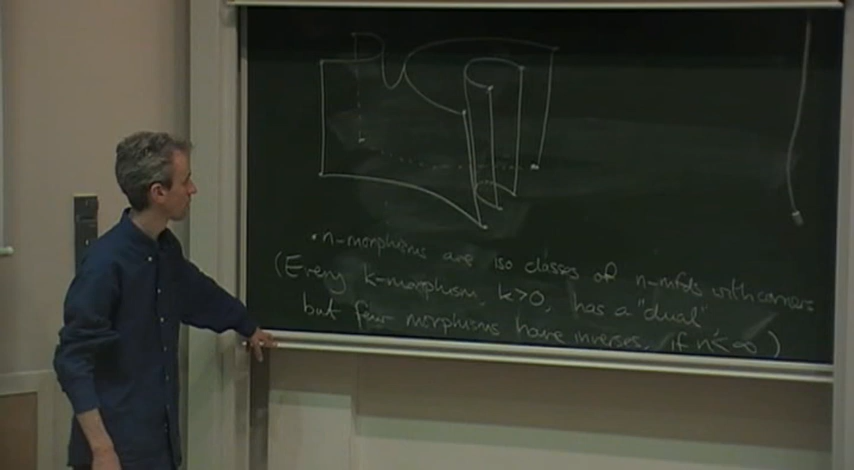 • n-morphisms are iso classes of n-mfds with corners
(Every k-morphism, k>0, has a "dual"
but few morphisms have inverses, if n < ∞)